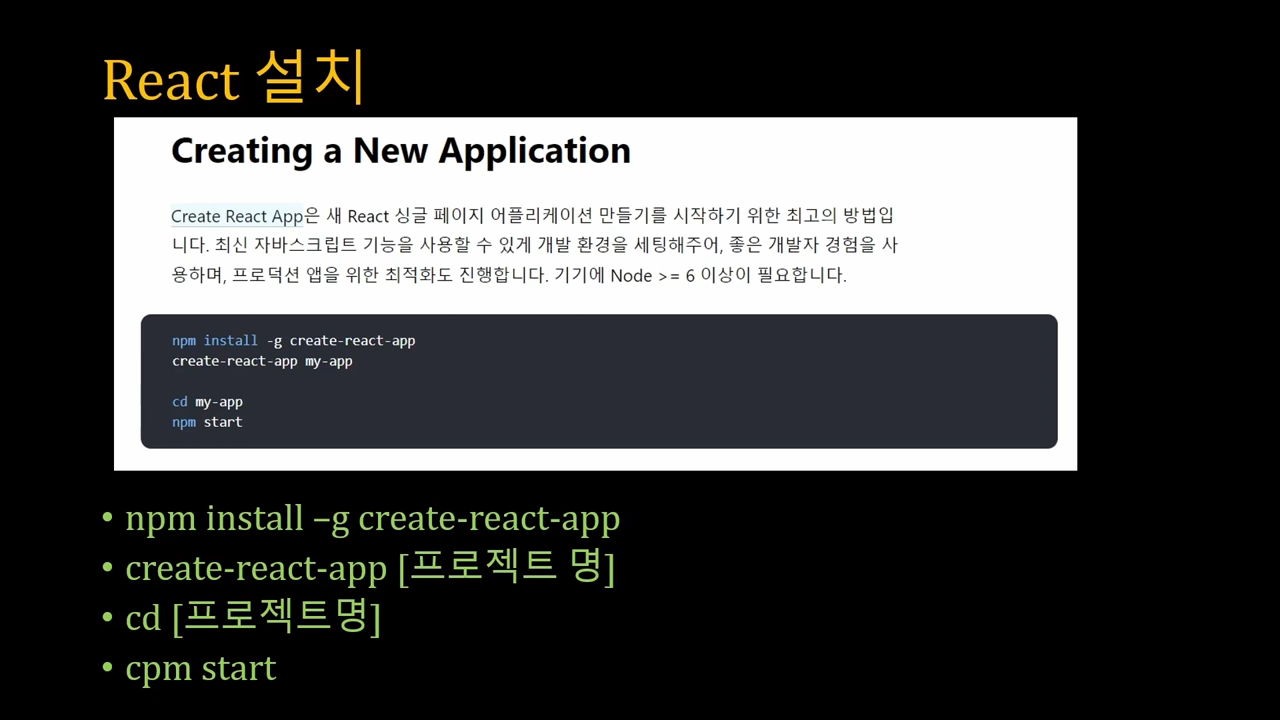 React 설치
Creating a New Application
Create React App은 새 React 싱글 페이지 어플리케이션 만들기를 시작하기 위한 최고의 방법입
니다. 최신 자바스크립트 기능을 사용할 수 있게 개발 환경을 세팅해주어, 좋은 개발자 경험을 사
용하며, 프로덕션 앱을 위한 최적화도 진행합니다. 기기에 Node >= 6 이상이 필요합니다.
npm install -g create-react-app
create-react-app my-app
cd my-app
npm start
• npm install –g create-react-app
• create-react-app [프로젝트 명]
• cd [프로젝트명]
• cpm start